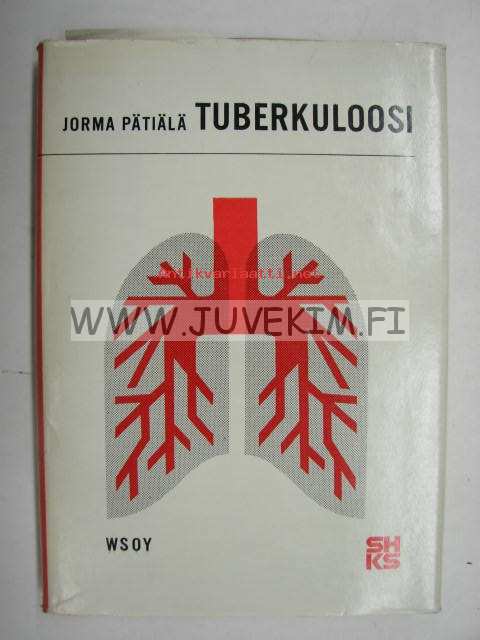 JORMA PÄTIÄLÄ TUBERKULOOSI
antikvariaatti.net
WWW.JUVEKIM.FI
WSOY
SH
KS